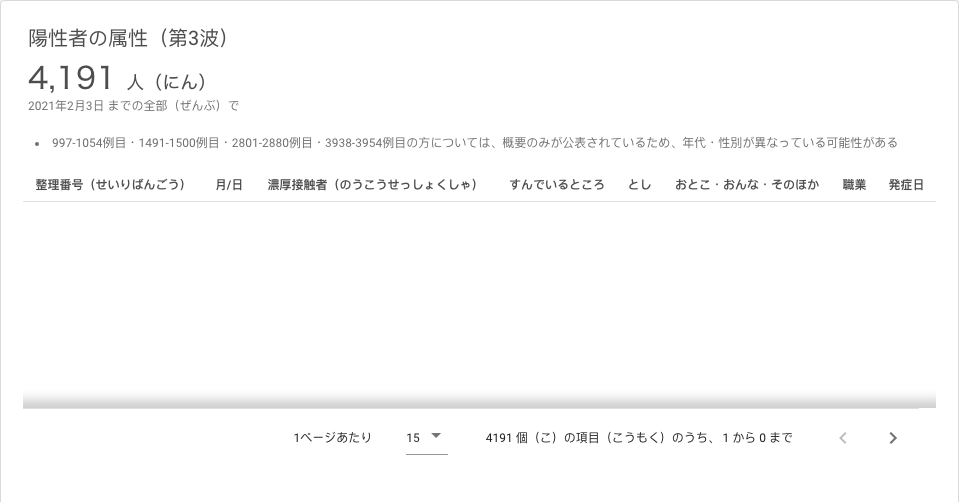 陽性者の属性（第3波）
4,191 人（にん）
2021年2月3日 までの全部（ぜんぶ）で
• 997-1054例目・1491-1500例目・2801-2880例目・3938-3954例目の方については、概要のみが公表されているため、年代・性別が異なっている可能性がある
整理番号（せいりばんごう） 月/日 濃厚接触者（のうこうせっしょくしゃ） すんでいるところ とし おとこ・おんな・そのほか 職業 発症日
1ページあたり 15 4191 個（こ）の項目（こうもく）のうち、1 から 0 まで